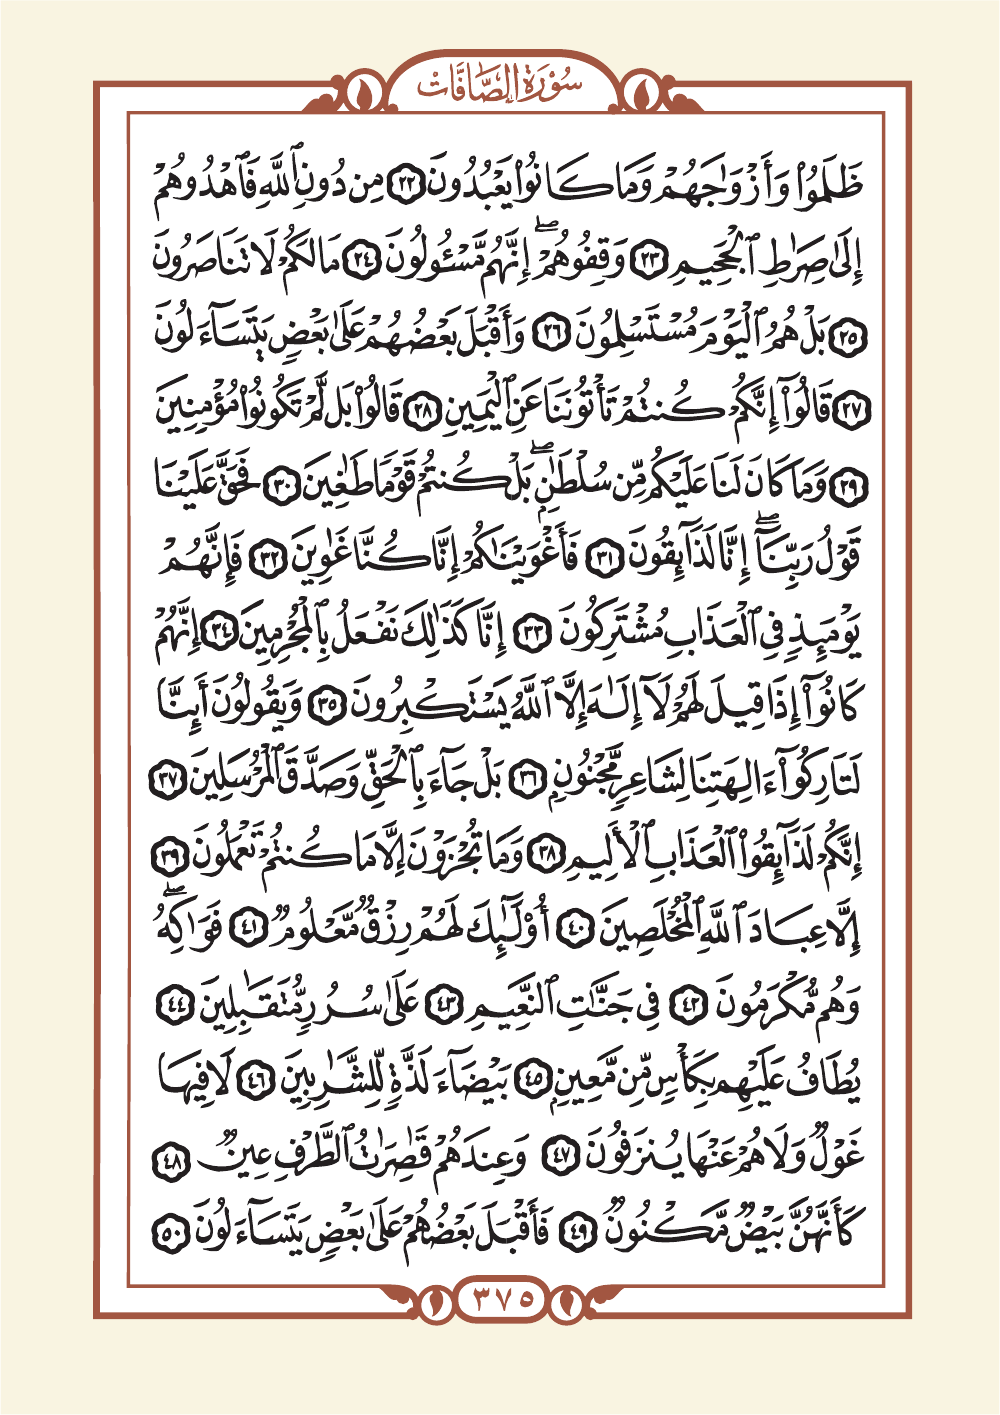 سُورَةُ الصَّافَّات
ظَلَمُوا۟ وَأَزْوَٰجَهُمْ وَمَا كَانُوا۟ يَعْبُدُونَ ٢٢ مِن دُونِ ٱللَّهِ فَٱهْدُوهُمْ
إِلَىٰ صِرَٰطِ ٱلْجَحِيمِ ٢٣ وَقِفُوهُمْ ۖ إِنَّهُم مَّسْـُٔولُونَ ٢٤ مَا لَكُمْ لَا تَنَاصَرُونَ
٢٥ بَلْ هُمُ ٱلْيَوْمَ مُسْتَسْلِمُونَ ٢٦ وَأَقْبَلَ بَعْضُهُمْ عَلَىٰ بَعْضٍ يَتَسَآءَلُونَ
٢٧ قَالُوٓا۟ إِنَّكُمْ كُنتُمْ تَأْتُونَنَا عَنِ ٱلْيَمِينِ ٢٨ قَالُوا۟ بَل لَّمْ تَكُونُوا۟ مُؤْمِنِينَ
٢٩ وَمَا كَانَ لَنَا عَلَيْكُم مِّن سُلْطَٰنٍۭ ۖ بَلْ كُنتُمْ قَوْمًا طَٰغِينَ ٣٠ فَحَقَّ عَلَيْنَا
قَوْلُ رَبِّنَآ ۖ إِنَّا لَذَآئِقُونَ ٣١ فَأَغْوَيْنَٰكُمْ إِنَّا كُنَّا غَٰوِينَ ٣٢ فَإِنَّهُمْ
يَوْمَئِذٍ فِى ٱلْعَذَابِ مُشْتَرِكُونَ ٣٣ إِنَّا كَذَٰلِكَ نَفْعَلُ بِٱلْمُجْرِمِينَ ٣٤ إِنَّهُمْ
كَانُوٓا۟ إِذَا قِيلَ لَهُمْ لَآ إِلَٰهَ إِلَّا ٱللَّهُ يَسْتَكْبِرُونَ ٣٥ وَيَقُولُونَ أَئِنَّا
لَتَارِكُوٓا۟ ءَالِهَتِنَا لِشَاعِرٍ مَّجْنُونٍۭ ٣٦ بَلْ جَآءَ بِٱلْحَقِّ وَصَدَّقَ ٱلْمُرْسَلِينَ ٣٧
إِنَّكُمْ لَذَآئِقُوا۟ ٱلْعَذَابِ ٱلْأَلِيمِ ٣٨ وَمَا تُجْزَوْنَ إِلَّا مَا كُنتُمْ تَعْمَلُونَ ٣٩
إِلَّا عِبَادَ ٱللَّهِ ٱلْمُخْلَصِينَ ٤٠ أُو۟لَٰٓئِكَ لَهُمْ رِزْقٌ مَّعْلُومٌ ٤١ فَوَٰكِهُ ۖ
وَهُم مُّكْرَمُونَ ٤٢ فِى جَنَّٰتِ ٱلنَّعِيمِ ٤٣ عَلَىٰ سُرُرٍ مُّتَقَٰبِلِينَ ٤٤
يُطَافُ عَلَيْهِم بِكَأْسٍ مِّن مَّعِينٍۭ ٤٥ بَيْضَآءَ لَذَّةٍ لِّلشَّٰرِبِينَ ٤٦ لَا فِيهَا
غَوْلٌ وَلَا هُمْ عَنْهَا يُنزَفُونَ ٤٧ وَعِندَهُمْ قَٰصِرَٰتُ ٱلطَّرْفِ عِينٌ ٤٨
كَأَنَّهُنَّ بَيْضٌ مَّكْنُونٌ ٤٩ فَأَقْبَلَ بَعْضُهُمْ عَلَىٰ بَعْضٍ يَتَسَآءَلُونَ ٥٠
٣٧٥